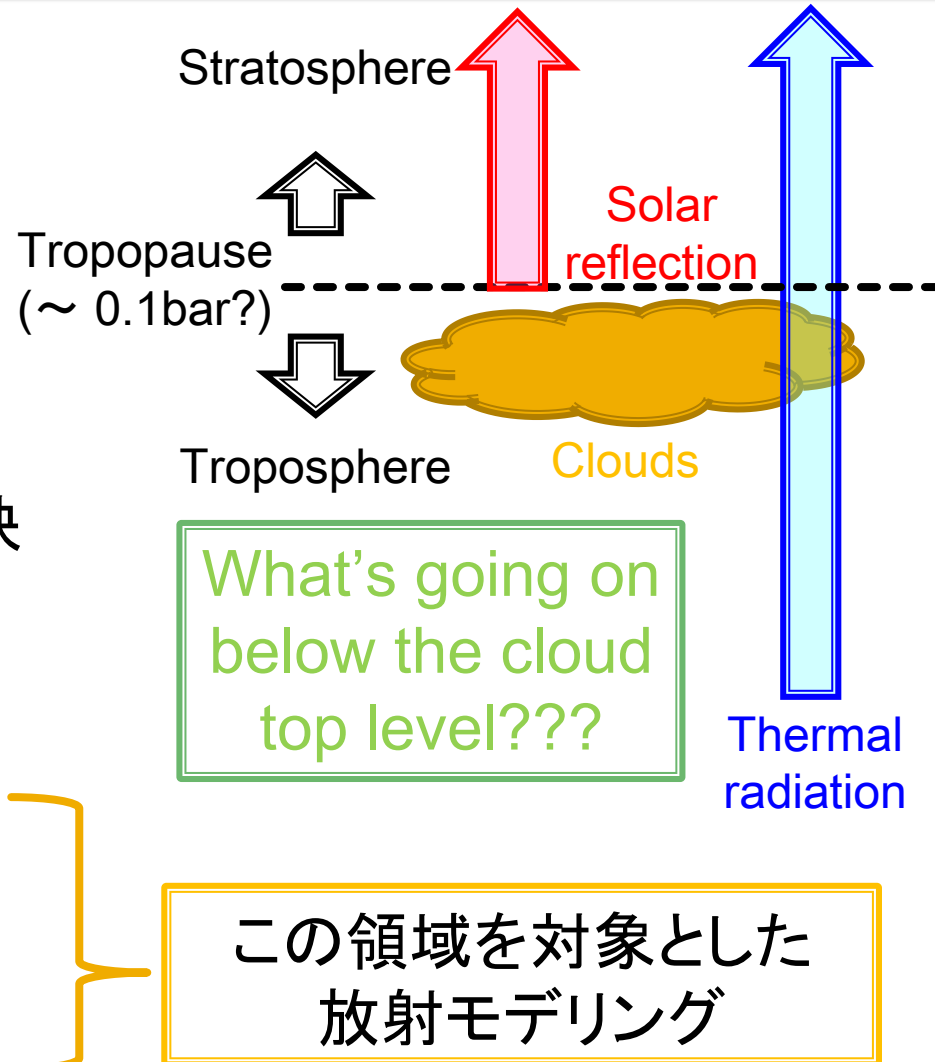 Stratosphere
Solar
reflection
Tropopause
(～ 0.1bar?)
Troposphere
Clouds
What's going on
below the cloud
top level???
Thermal
radiation
この領域を対象とした
放射モデリング